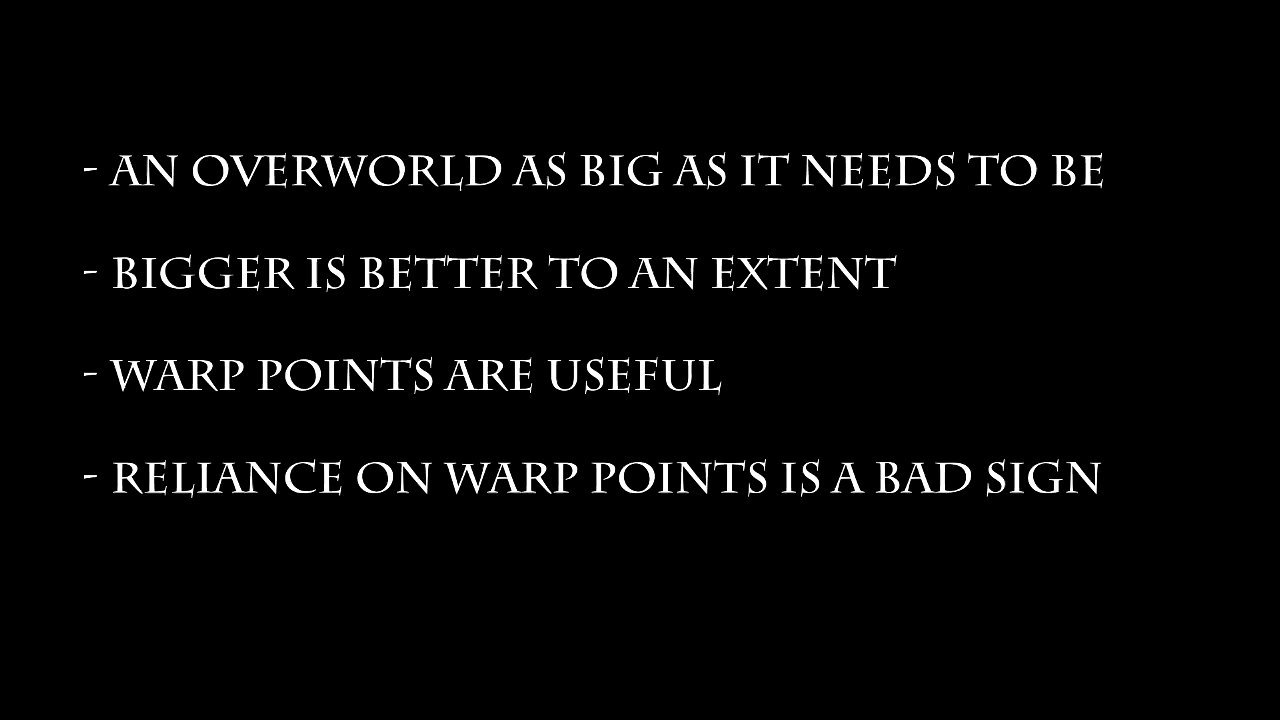 - AN OVERWORLD AS BIG AS IT NEEDS TO BE
- BIGGER IS BETTER TO AN EXTENT
- WARP POINTS ARE USEFUL
- RELIANCE ON WARP POINTS IS A BAD SIGN